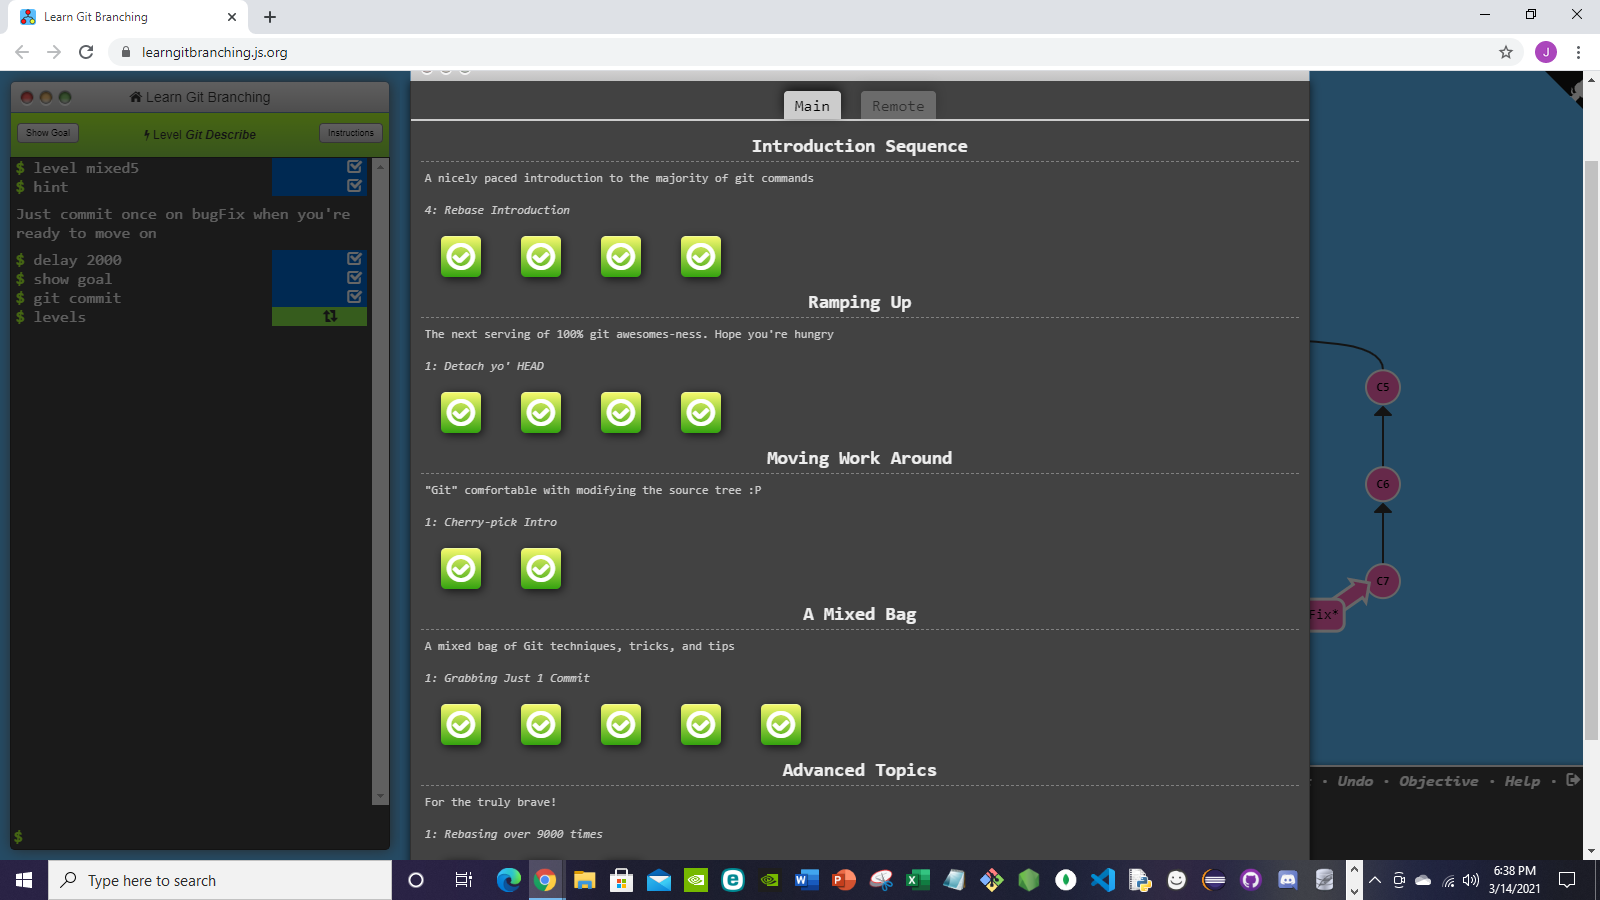 Learn Git Branching
learngitbranching.js.org
J
Learn Git Branching
Show Goal
Level Git Describe
Instructions
$ level mixed5
$ hint
Just commit once on bugFix when you're
ready to move on
$ delay 2000
$ show goal
$ git commit
$ levels
$
Main
Remote
Introduction Sequence
A nicely paced introduction to the majority of git commands
4: Rebase Introduction
Ramping Up
The next serving of 100% git awesomes-ness. Hope you're hungry
1: Detach yo' HEAD
Moving Work Around
"Git" comfortable with modifying the source tree :P
1: Cherry-pick Intro
A Mixed Bag
A mixed bag of Git techniques, tricks, and tips
1: Grabbing Just 1 Commit
Advanced Topics
For the truly brave!
1: Rebasing over 9000 times
C5
C6
C7
Fix*
· Undo · Objective · Help ·
Type here to search
6:38 PM
3/14/2021